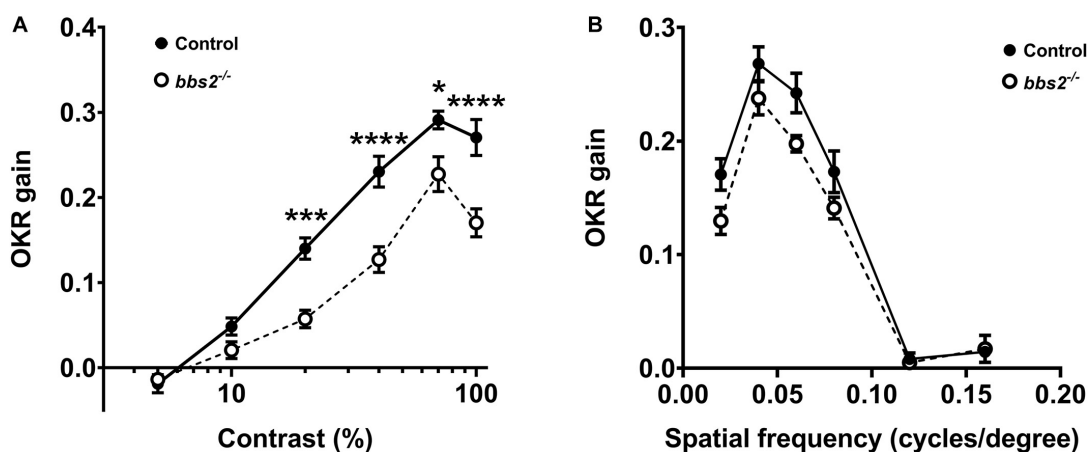 A
0.4
Control
bbs2-/-
*
****
0.3
****
OKR gain
0.2
***
0.1
0.0
10
100
Contrast (%)
B
0.3
Control
bbs2-/-
0.2
OKR gain
0.1
0.0
0.00
0.05
0.10
0.15
0.20
Spatial frequency (cycles/degree)